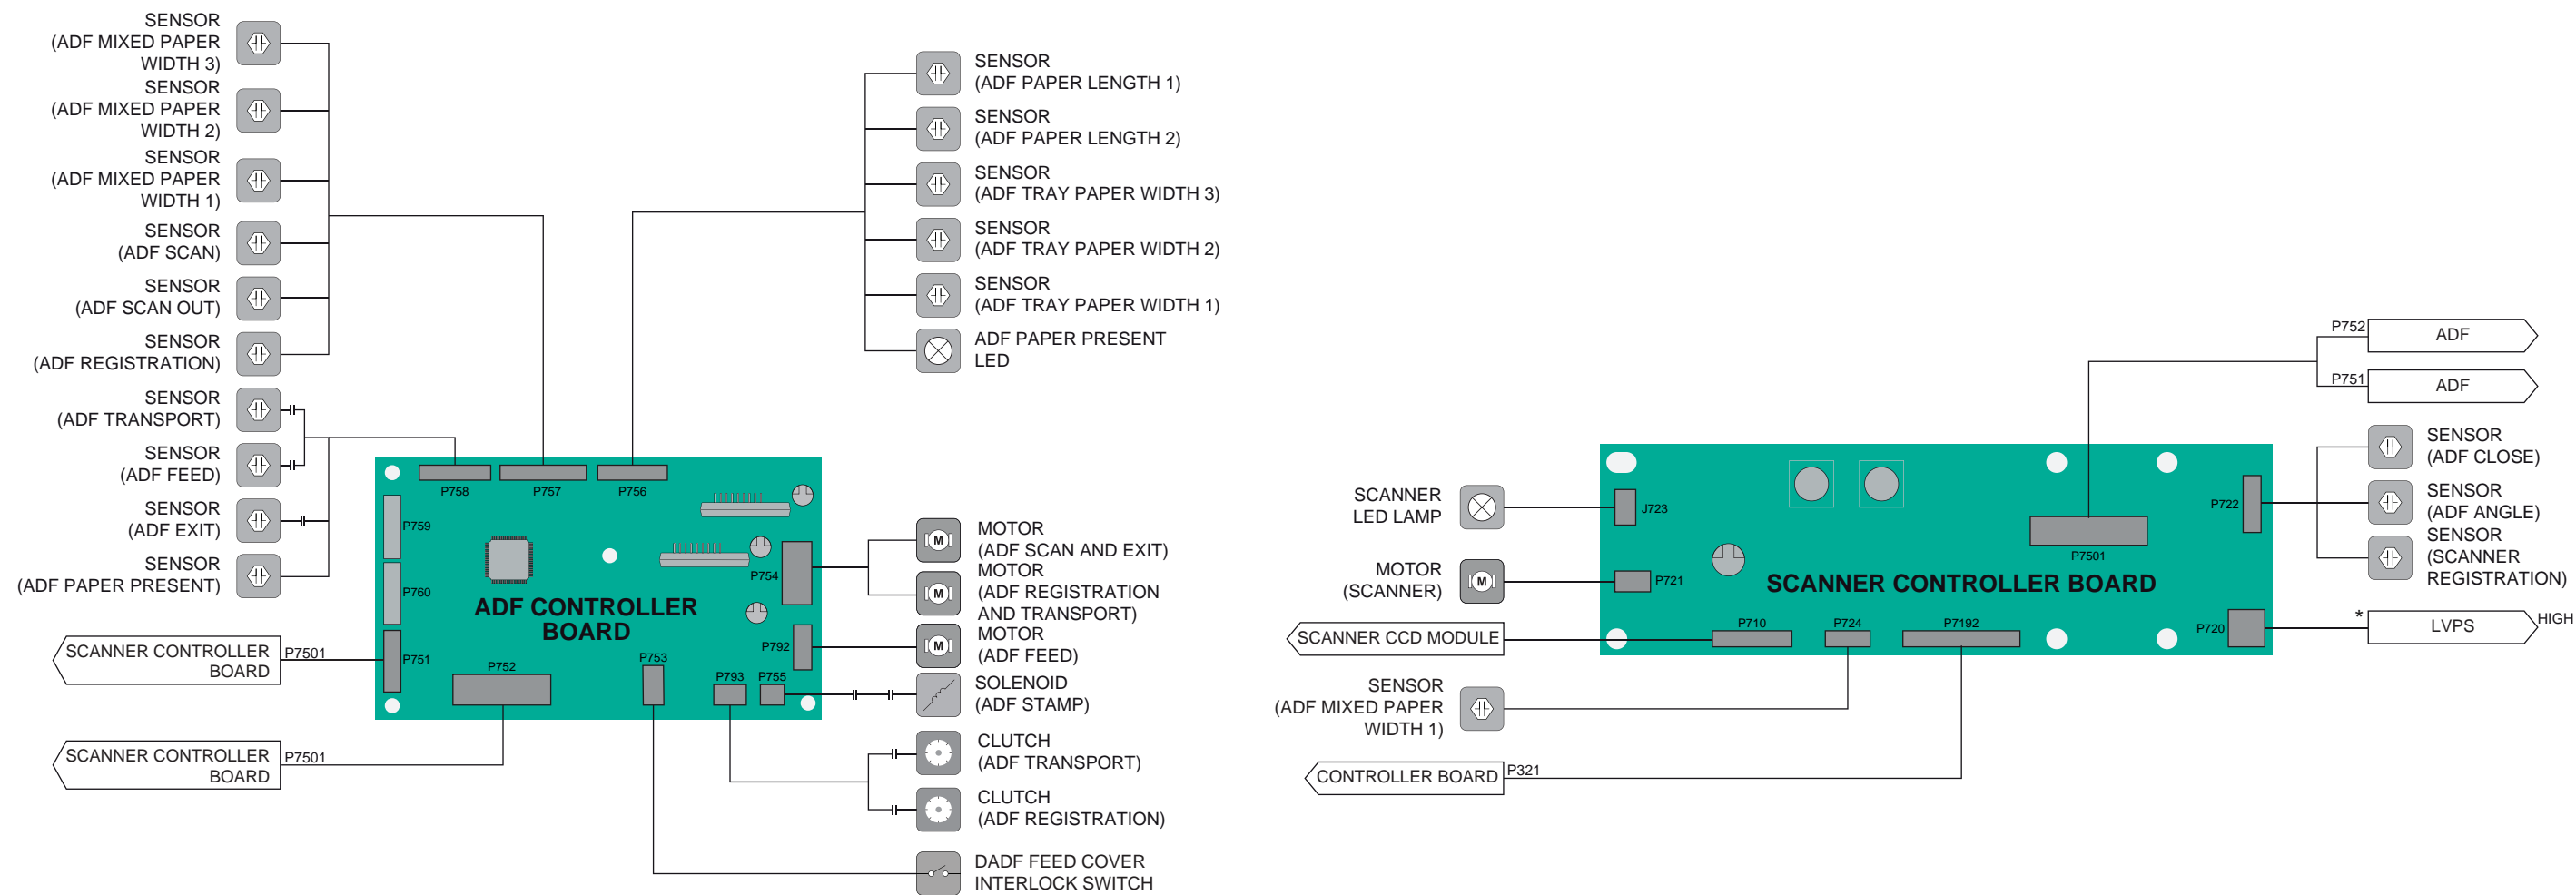 SENSOR
(ADF MIXED PAPER
WIDTH 3)
SENSOR
(ADF MIXED PAPER
WIDTH 2)
SENSOR
(ADF MIXED PAPER
WIDTH 1)
SENSOR
(ADF SCAN)
SENSOR
(ADF SCAN OUT)
SENSOR
(ADF REGISTRATION)
SENSOR
(ADF TRANSPORT)
SENSOR
(ADF FEED)
SENSOR
(ADF EXIT)
SENSOR
(ADF PAPER PRESENT)
SCANNER CONTROLLER
BOARD
P7501
SCANNER CONTROLLER
BOARD
P7501
SENSOR
(ADF PAPER LENGTH 1)
SENSOR
(ADF PAPER LENGTH 2)
SENSOR
(ADF TRAY PAPER WIDTH 3)
SENSOR
(ADF TRAY PAPER WIDTH 2)
SENSOR
(ADF TRAY PAPER WIDTH 1)
ADF PAPER PRESENT
LED
P758
P757
P756
P759
P760
P751
P752
P753
P793
P755
P754
P792
ADF CONTROLLER
BOARD
M
MOTOR
(ADF SCAN AND EXIT)
M
MOTOR
(ADF REGISTRATION
AND TRANSPORT)
M
MOTOR
(ADF FEED)
SOLENOID
(ADF STAMP)
CLUTCH
(ADF TRANSPORT)
CLUTCH
(ADF REGISTRATION)
DADF FEED COVER
INTERLOCK SWITCH
SCANNER
LED LAMP
MOTOR
(SCANNER)
M
SCANNER CCD MODULE
SENSOR
(ADF MIXED PAPER
WIDTH 1)
CONTROLLER BOARD
P321
J723
P721
P710
P724
P7192
P7501
P722
P720
SCANNER CONTROLLER BOARD
P752
ADF
P751
ADF
SENSOR
(ADF CLOSE)
SENSOR
(ADF ANGLE)
SENSOR
(SCANNER
REGISTRATION)
*
LVPS
HIGH